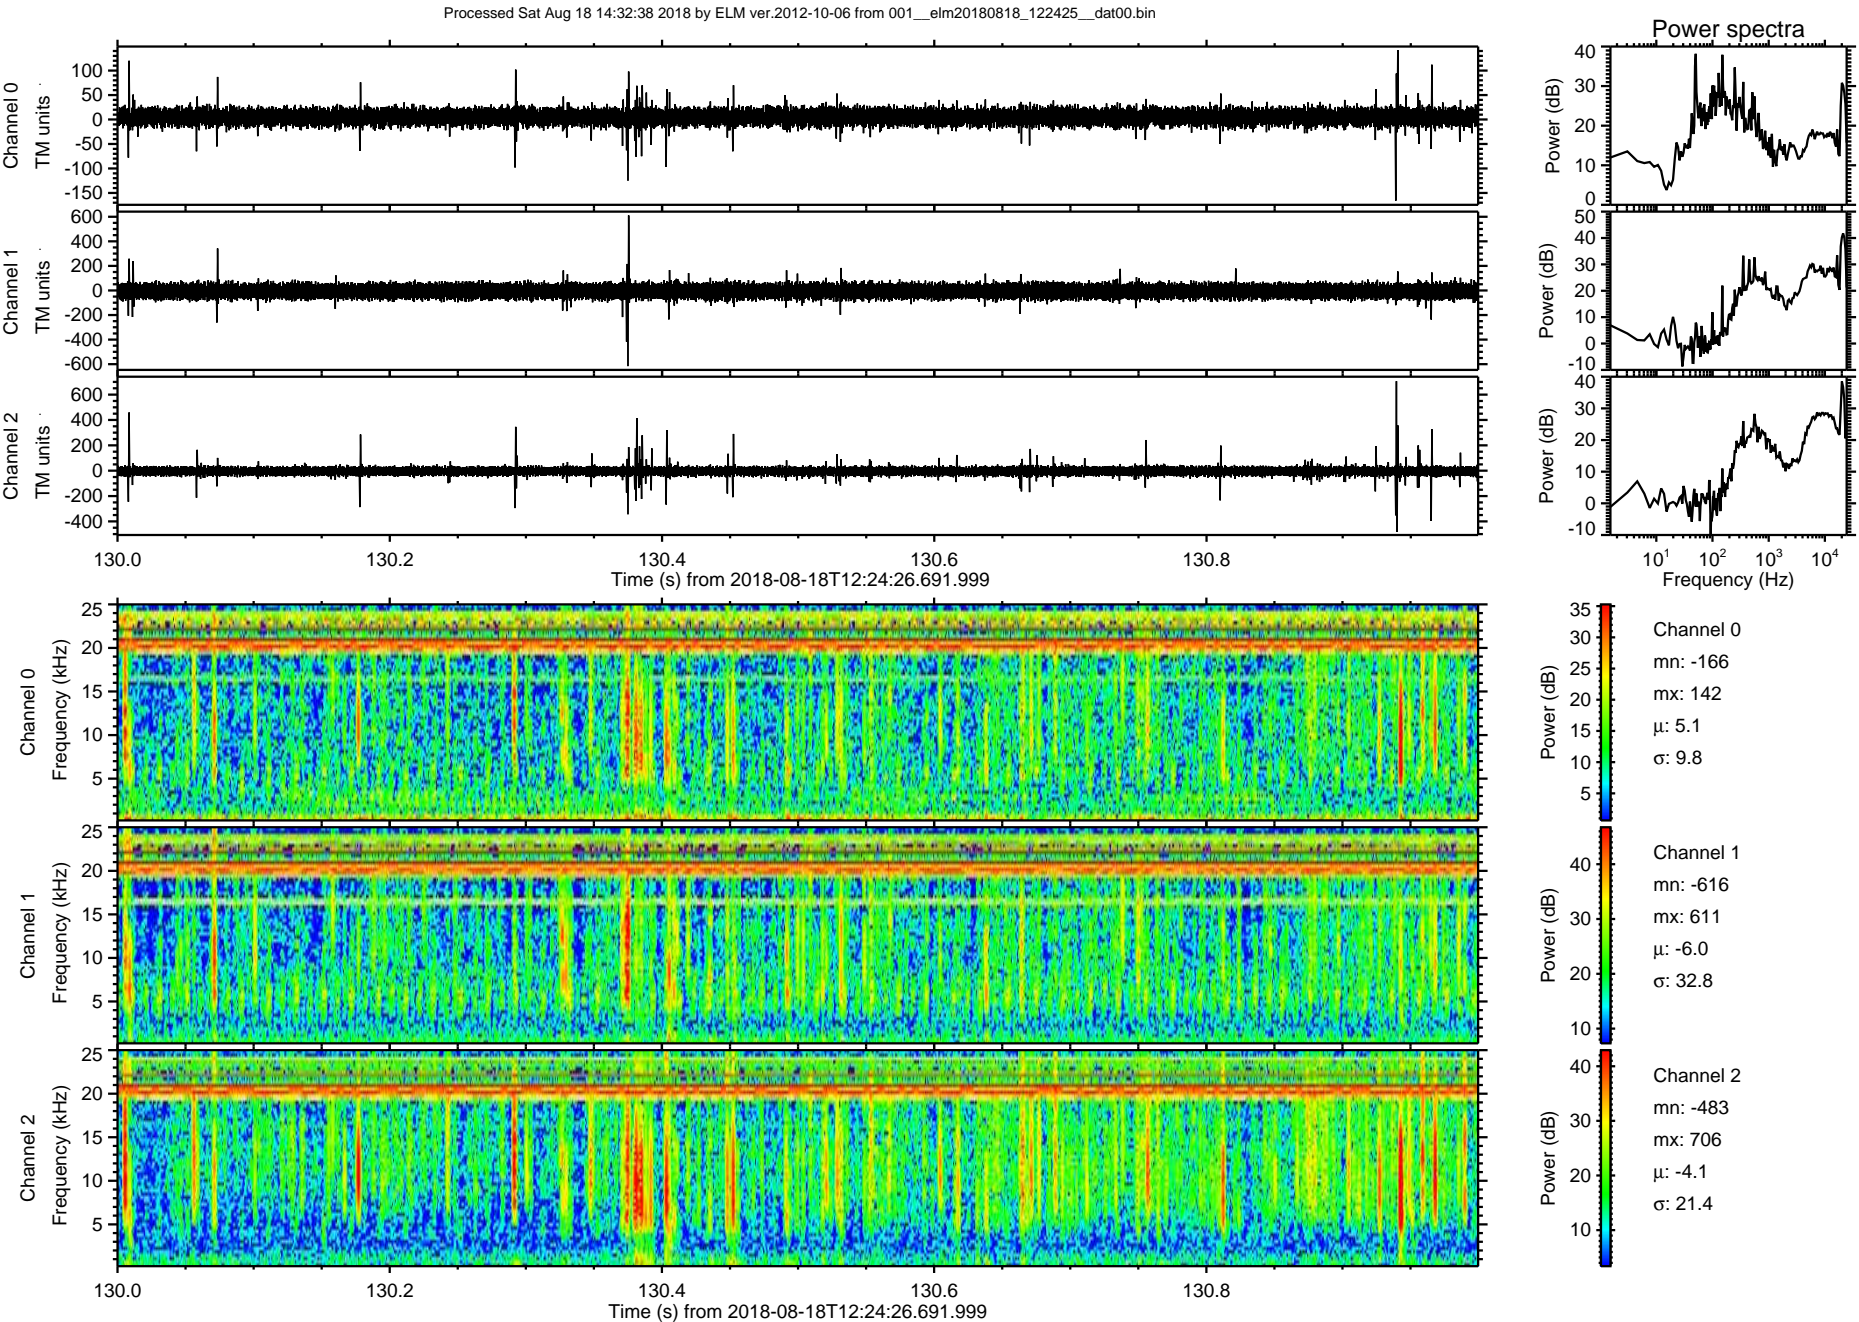 Processed Sat Aug 18 14:32:38 2018 by ELM ver.2012-10-06 from 001__elm20180818_122425__dat00.bin
Power spectra
Channel 0
TM units
100
50
0
-50
-100
-150
Power (dB)
40
30
20
10
0
Channel 1
TM units
600
400
200
0
-200
-400
-600
Power (dB)
50
40
30
20
10
0
-10
Channel 2
TM units
600
400
200
0
-200
-400
Power (dB)
40
30
20
10
0
-10
130.0 130.2 130.4 130.6 130.8
Time (s) from 2018-08-18T12:24:26.691.999
10¹ 10² 10³ 10⁴
Frequency (Hz)
Channel 0
Frequency (kHz)
25
20
15
10
5
Power (dB)
35
30
25
20
15
10
5
Channel 0
mn: -166
mx: 142
µ: 5.1
σ: 9.8
Channel 1
Frequency (kHz)
25
20
15
10
5
Power (dB)
40
30
20
10
Channel 1
mn: -616
mx: 611
µ: -6.0
σ: 32.8
Channel 2
Frequency (kHz)
25
20
15
10
5
Power (dB)
40
30
20
10
Channel 2
mn: -483
mx: 706
µ: -4.1
σ: 21.4
130.0 130.2 130.4 130.6 130.8
Time (s) from 2018-08-18T12:24:26.691.999